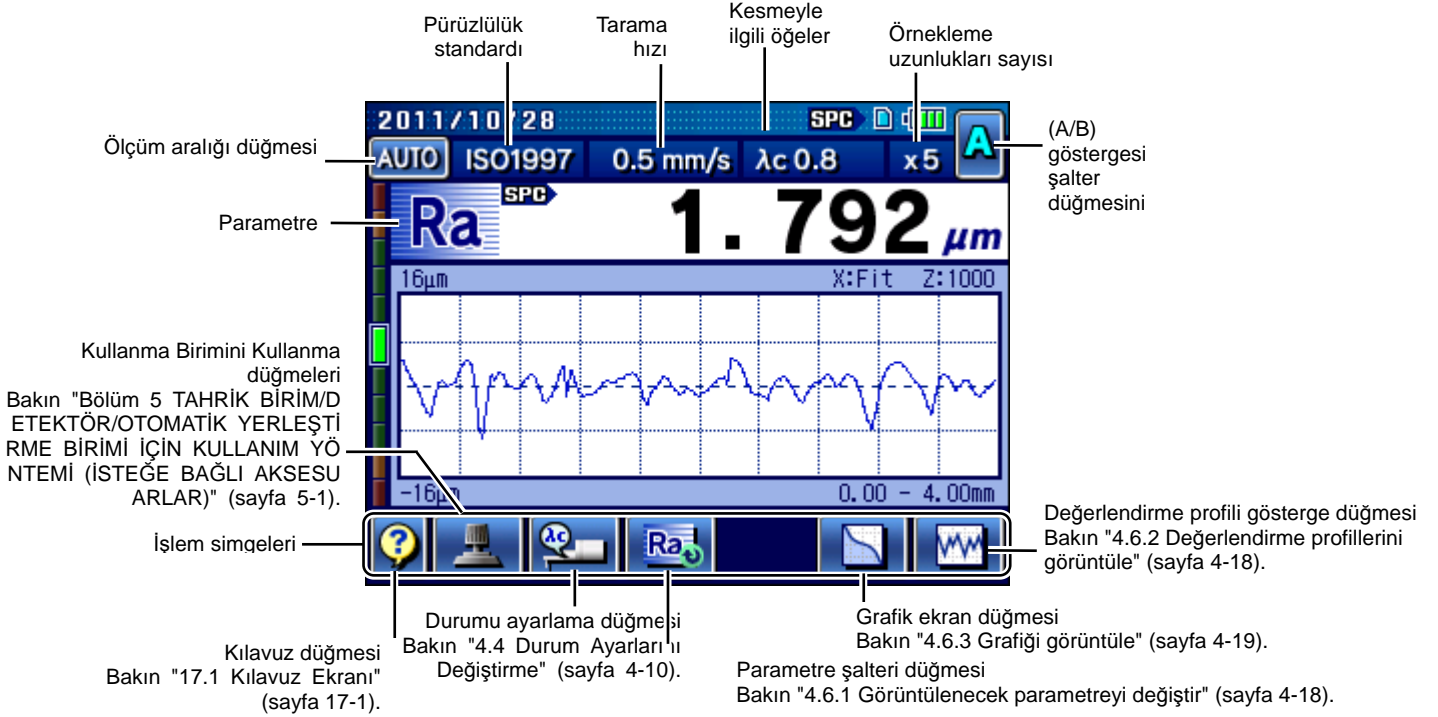 Pürüzlülük
standardı
Tarama
hızı
Kesmeyle
ilgili öğeler
Örnekleme
uzunlukları sayısı
2011/10/28 SPC
Ölçüm aralığı düğmesi
AUTO ISO1997 0.5 mm/s λc 0.8 x5 A
(A/B)
göstergesi
şalter
düğmesini
Parametre
Ra SPC 1. 792 µm
16µm X:Fit Z:1000
Kullanma Birimini Kullanma
düğmeleri
Bakın "Bölüm 5 TAHRİK BİRİM/D
ETEKTÖR/OTOMATİK YERLEŞTİ
RME BİRİMİ İÇİN KULLANIM YÖ
NTEMİ (İSTEĞE BAĞLI AKSESU
ARLAR)" (sayfa 5-1).
-16µm 0.00 - 4.00mm
İşlem simgeleri
? λc Ra
Değerlendirme profili gösterge düğmesi
Bakın "4.6.2 Değerlendirme profillerini
görüntüle" (sayfa 4-18).
Kılavuz düğmesi
Bakın "17.1 Kılavuz Ekranı"
(sayfa 17-1).
Durumu ayarlama düğmesi
Bakın "4.4 Durum Ayarlarını
Değiştirme" (sayfa 4-10).
Grafik ekran düğmesi
Bakın "4.6.3 Grafiği görüntüle" (sayfa 4-19).
Parametre şalteri düğmesi
Bakın "4.6.1 Görüntülenecek parametreyi değiştir" (sayfa 4-18).